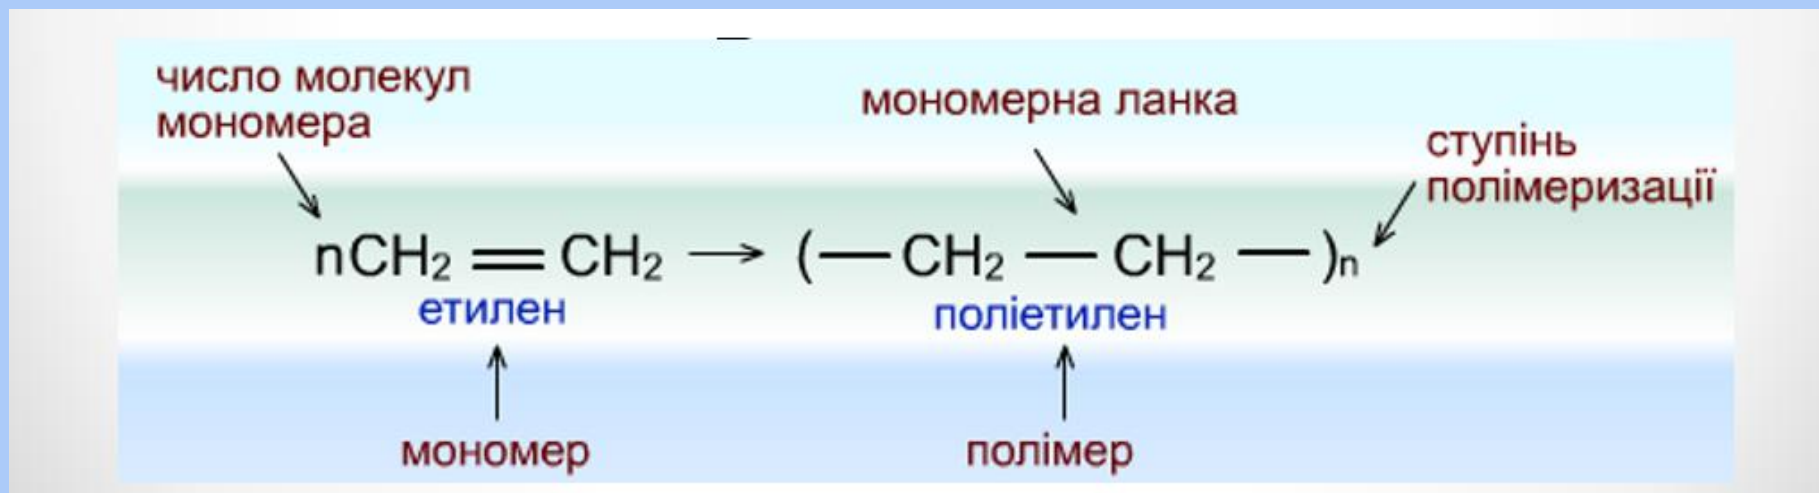 число молекул
мономера
мономерна ланка
ступінь
полімеризації
nCH₂ = CH₂ → (— CH₂ — CH₂ —)n
етилен
поліетилен
мономер
полімер